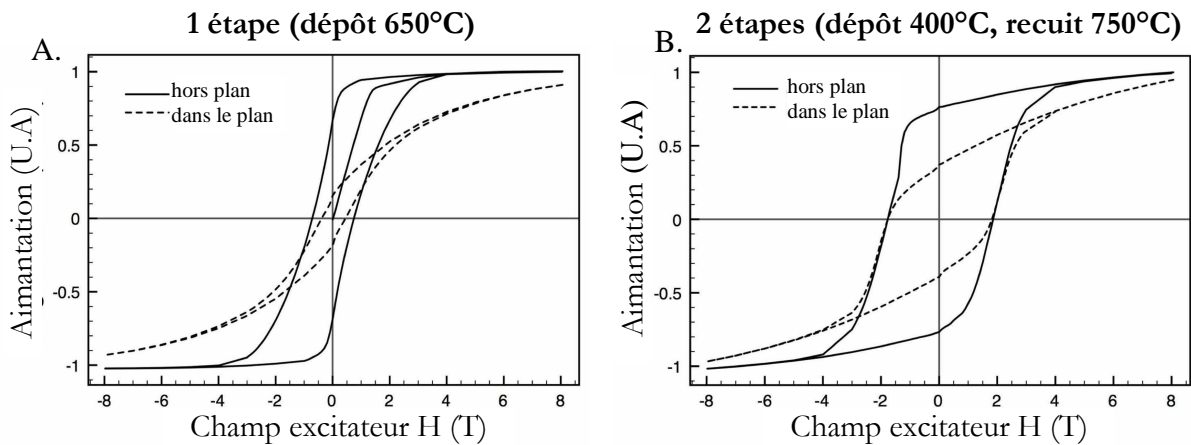 1 étape (dépôt 650°C)
A.
1
0.5
0
-0.5
-1
-8 -6 -4 -2 0 2 4 6 8
hors plan
dans le plan
Aimantation (U.A)
Champ excitateur H (T)
2 étapes (dépôt 400°C, recuit 750°C)
B.
1
0.5
0
-0.5
-1
-8 -6 -4 -2 0 2 4 6 8
hors plan
dans le plan
Aimantation (U.A)
Champ excitateur H (T)